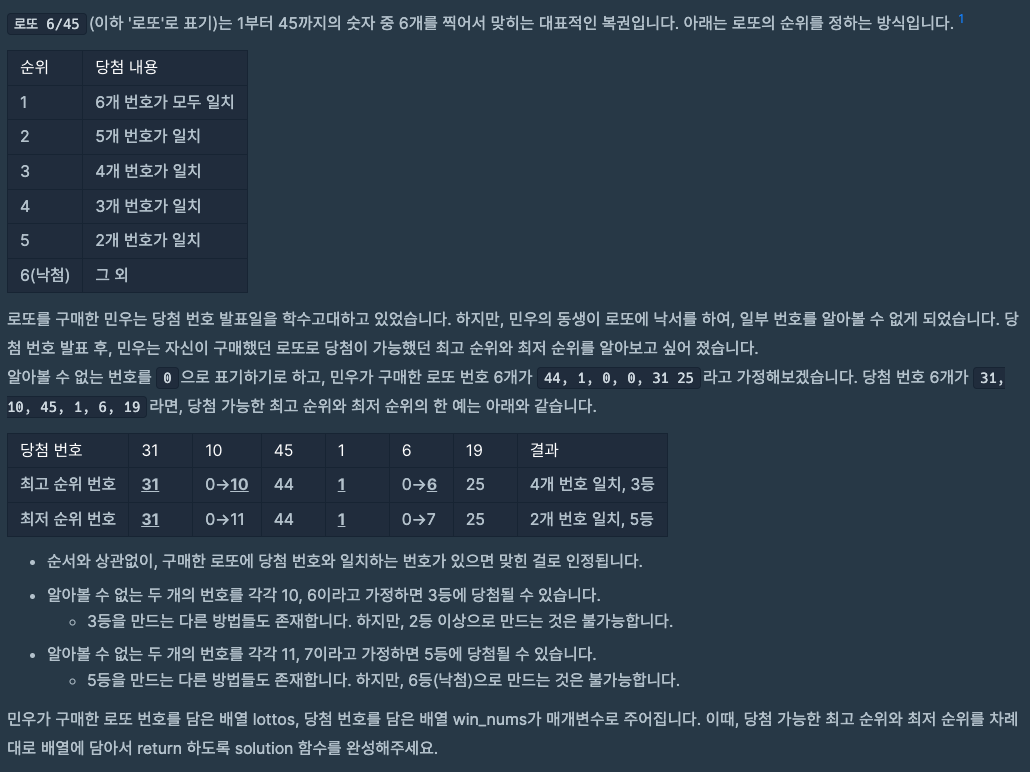 로또 6/45 (이하 '로또'로 표기)는 1부터 45까지의 숫자 중 6개를 찍어서 맞히는 대표적인 복권입니다. 아래는 로또의 순위를 정하는 방식입니다. 1
순위 당첨 내용
1 6개 번호가 모두 일치
2 5개 번호가 일치
3 4개 번호가 일치
4 3개 번호가 일치
5 2개 번호가 일치
6(낙첨) 그 외
로또를 구매한 민우는 당첨 번호 발표일을 학수고대하고 있었습니다. 하지만, 민우의 동생이 로또에 낙서를 하여, 일부 번호를 알아볼 수 없게 되었습니다. 당
첨 번호 발표 후, 민우는 자신이 구매했던 로또로 당첨이 가능했던 최고 순위와 최저 순위를 알아보고 싶어 졌습니다.
알아볼 수 없는 번호를 0 으로 표기하기로 하고, 민우가 구매한 로또 번호 6개가 44, 1, 0, 0, 31 25 라고 가정해보겠습니다. 당첨 번호 6개가 31,
10, 45, 1, 6, 19 라면, 당첨 가능한 최고 순위와 최저 순위의 한 예는 아래와 같습니다.
당첨 번호 31 10 45 1 6 19 결과
최고 순위 번호 31 0→10 44 1 0→6 25 4개 번호 일치, 3등
최저 순위 번호 31 0→11 44 1 0→7 25 2개 번호 일치, 5등
• 순서와 상관없이, 구매한 로또에 당첨 번호와 일치하는 번호가 있으면 맞힌 걸로 인정됩니다.
• 알아볼 수 없는 두 개의 번호를 각각 10, 6이라고 가정하면 3등에 당첨될 수 있습니다.
◦ 3등을 만드는 다른 방법들도 존재합니다. 하지만, 2등 이상으로 만드는 것은 불가능합니다.
• 알아볼 수 없는 두 개의 번호를 각각 11, 7이라고 가정하면 5등에 당첨될 수 있습니다.
◦ 5등을 만드는 다른 방법들도 존재합니다. 하지만, 6등(낙첨)으로 만드는 것은 불가능합니다.
민우가 구매한 로또 번호를 담은 배열 lottos, 당첨 번호를 담은 배열 win_nums가 매개변수로 주어집니다. 이때, 당첨 가능한 최고 순위와 최저 순위를 차례
대로 배열에 담아서 return 하도록 solution 함수를 완성해주세요.